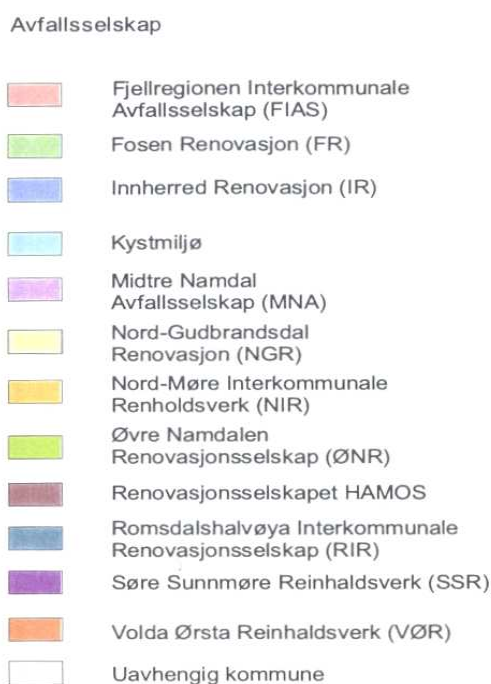 Avfallsselskap
Fjellregionen Interkommunale
Avfallsselskap (FIAS)
Fosen Renovasjon (FR)
Innherred Renovasjon (IR)
Kystmiljø
Midtre Namdal
Avfallsselskap (MNA)
Nord-Gudbrandsdal
Renovasjon (NGR)
Nord-Møre Interkommunale
Renholdsverk (NIR)
Øvre Namdalen
Renovasjonsselskap (ØNR)
Renovasjonsselskapet HAMOS
Romsdalshalvøya Interkommunale
Renovasjonsselskap (RIR)
Søre Sunnmøre Reinhaldsverk (SSR)
Volda Ørsta Reinhaldsverk (VØR)
Uavhengig kommune